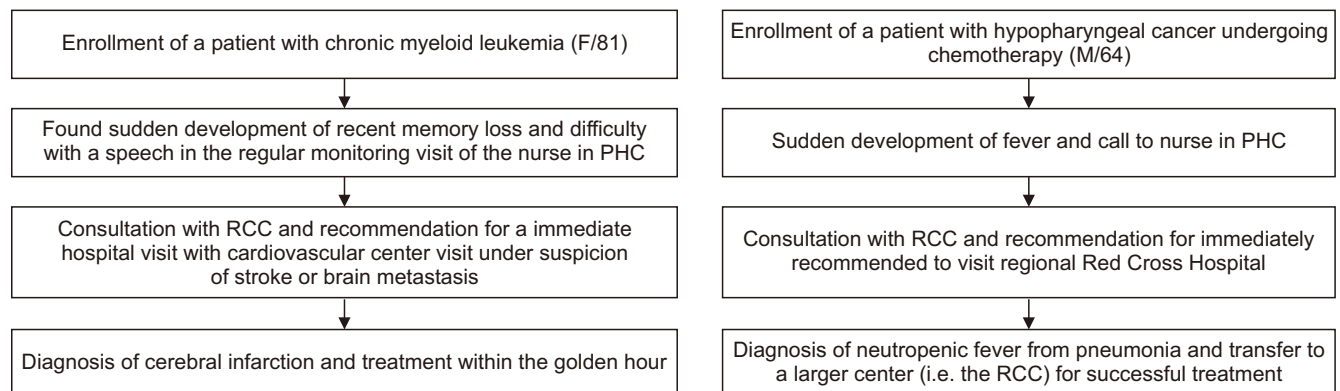 Enrollment of a patient with chronic myeloid leukemia (F/81)
Found sudden development of recent memory loss and difficulty
with a speech in the regular monitoring visit of the nurse in PHC
Consultation with RCC and recommendation for a immediate
hospital visit with cardiovascular center visit under suspicion
of stroke or brain metastasis
Diagnosis of cerebral infarction and treatment within the golden hour
Enrollment of a patient with hypopharyngeal cancer undergoing
chemotherapy (M/64)
Sudden development of fever and call to nurse in PHC
Consultation with RCC and recommendation for immediately
recommended to visit regional Red Cross Hospital
Diagnosis of neutropenic fever from pneumonia and transfer to
a larger center (i.e. the RCC) for successful treatment